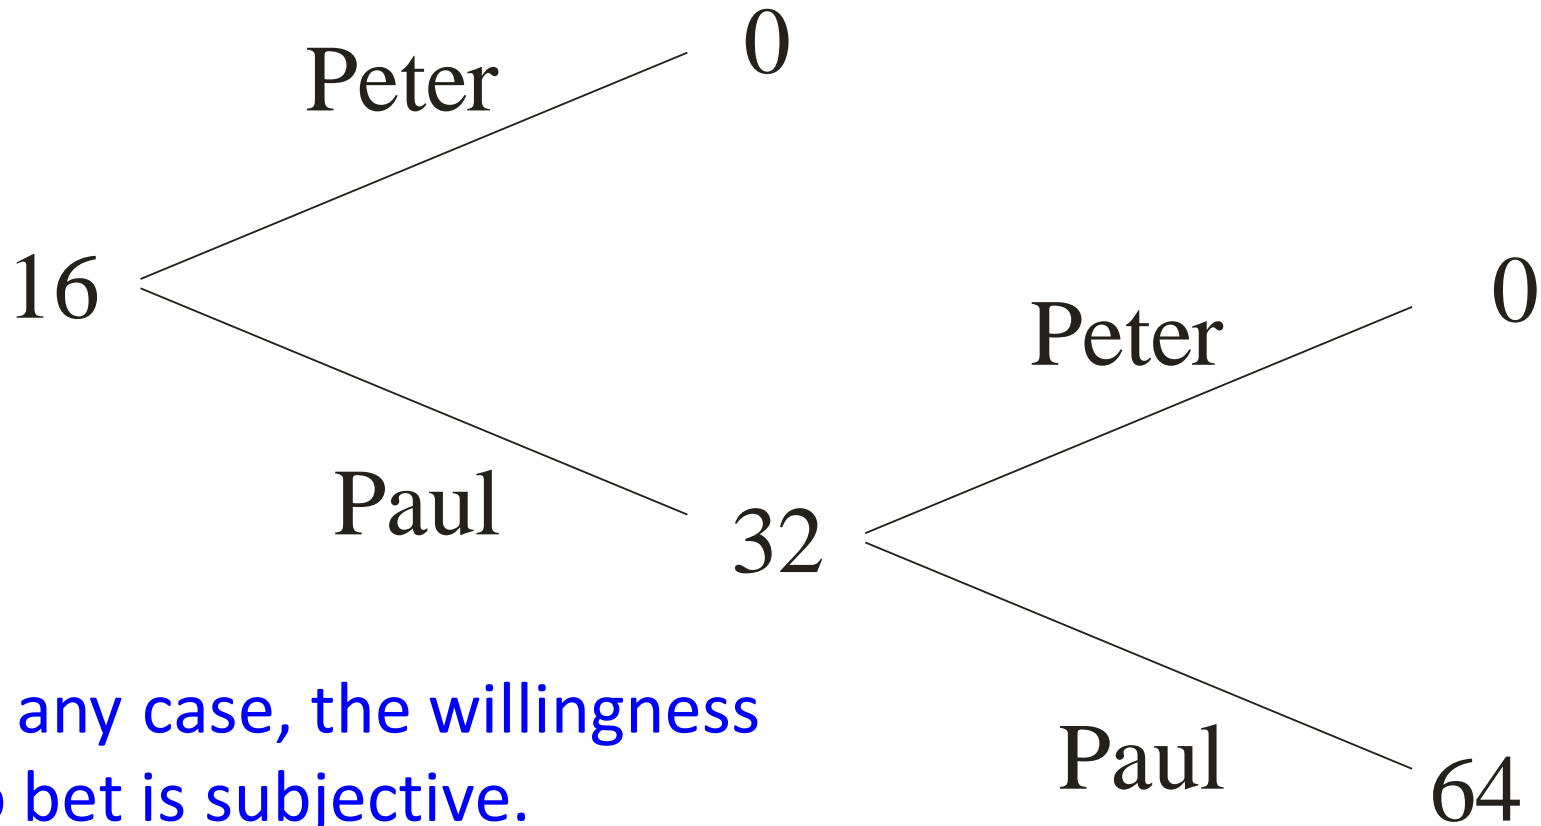 Peter
0
16
Peter
0
Paul
32
any case, the willingness
bet is subjective.
Paul
64